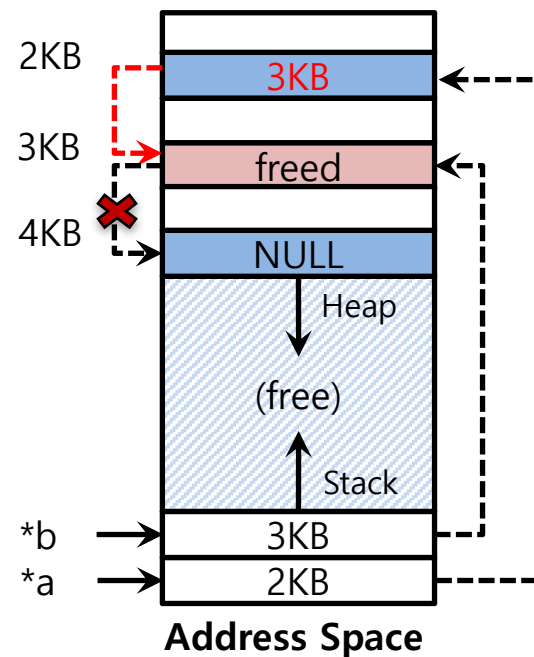 2KB
3KB
3KB
freed
4KB
NULL
Heap
(free)
Stack
*b
3KB
*a
2KB
Address Space